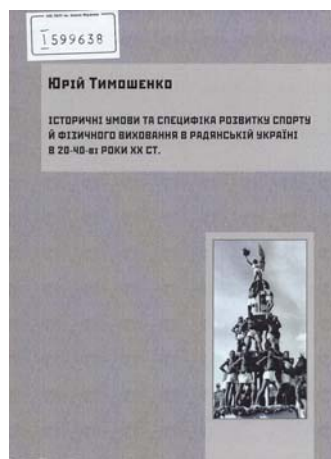 1599638
Юрій Тимошенко
ІСТОРИЧНІ УМОВИ ТА СПЕЦИФІКА РОЗВИТКУ СПОРТУ
Й ФІЗИЧНОГО ВИХОВАННЯ В РАДЯНСЬКІЙ УКРАЇНІ
В 20-40-ві РОКИ ХХ СТ.